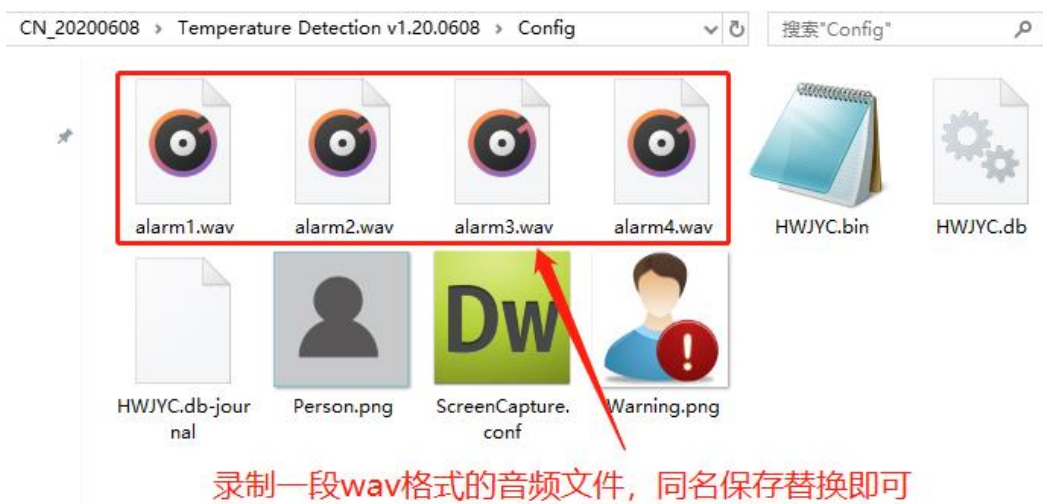 CN_20200608 › Temperature Detection v1.20.0608 › Config
搜索"Config"
alarm1.wav
alarm2.wav
alarm3.wav
alarm4.wav
HWJYC.bin
HWJYC.db
Dw
HWJYC.db-jour
nal
Person.png
ScreenCapture.
conf
Warning.png
录制一段wav格式的音频文件，同名保存替换即可